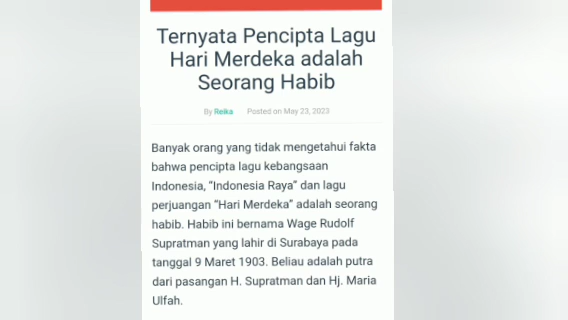 Ternyata Pencipta Lagu
Hari Merdeka adalah
Seorang Habib
By Reika Posted on May 23, 2023
Banyak orang yang tidak mengetahui fakta
bahwa pencipta lagu kebangsaan
Indonesia, “Indonesia Raya” dan lagu
perjuangan “Hari Merdeka” adalah seorang
habib. Habib ini bernama Wage Rudolf
Supratman yang lahir di Surabaya pada
tanggal 9 Maret 1903. Beliau adalah putra
dari pasangan H. Supratman dan Hj. Maria
Ulfah.